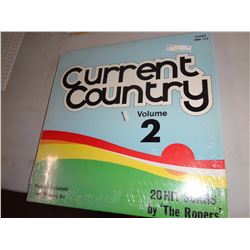 Current
Country
Volume
2
20 HIT SONGS
by 'The Ropers'